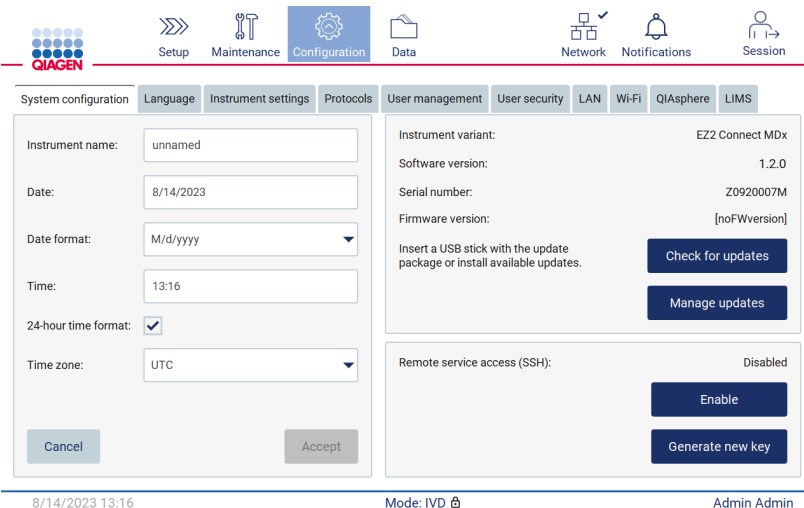 QIAGEN
Setup
Maintenance
Configuration
Data
Network
Notifications
Session
System configuration
Language
Instrument settings
Protocols
User management
User security
LAN
Wi-Fi
QIAsphere
LIMS
Instrument name:
unnamed
Date:
8/14/2023
Date format:
M/d/yyyy
Time:
13:16
24-hour time format:
Time zone:
UTC
Cancel
Accept
Instrument variant:
EZ2 Connect MDx
Software version:
1.2.0
Serial number:
Z0920007M
Firmware version:
[noFWversion]
Insert a USB stick with the update
package or install available updates.
Check for updates
Manage updates
Remote service access (SSH):
Disabled
Enable
Generate new key
8/14/2023 13:16
Mode: IVD
Admin Admin